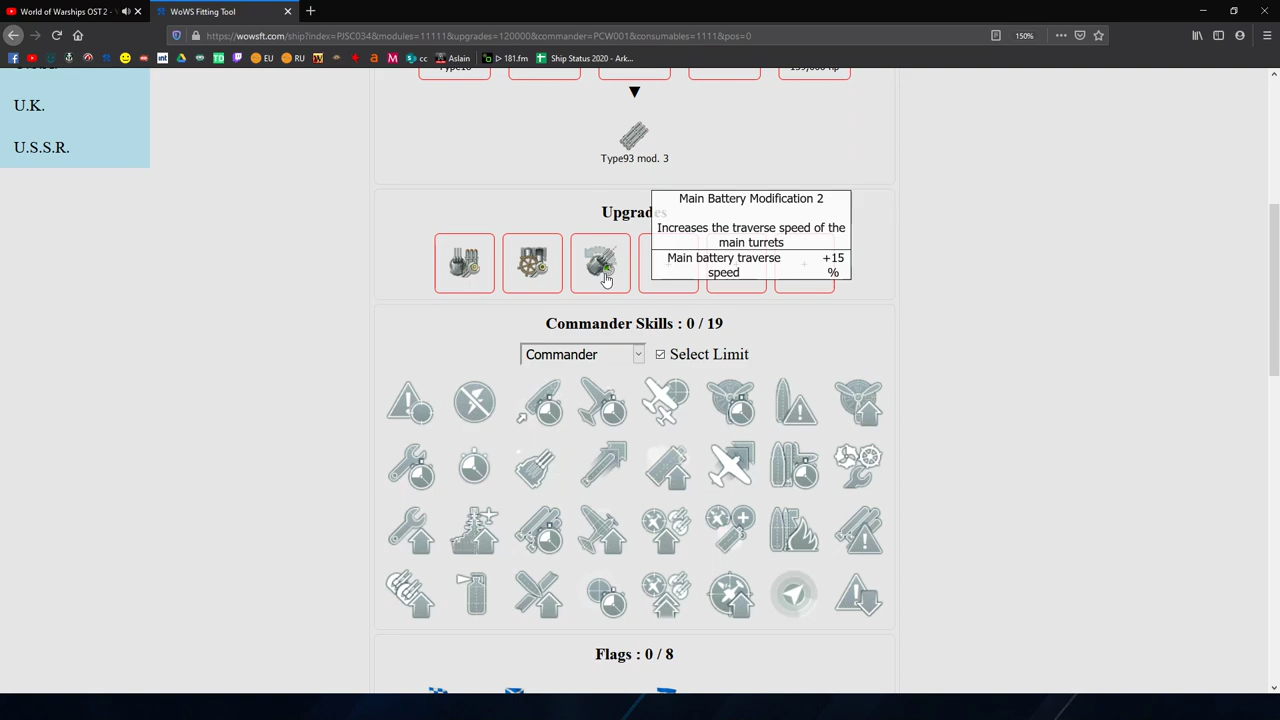 World of Warships OST 2 -
WoWS Fitting Tool
https://wowsft.com/ship?index=PJSC034&modules=11111&upgrades=120000&commander=PCW001&consumables=1111&pos=0
150%
int
TD
EU
RU
cc
Aslain
> 181.fm
Ship Status 2020 - Ark...
U.K.
U.S.S.R.
Type93 mod. 3
Upgrades
Main Battery Modification 2
Increases the traverse speed of the
main turrets
Main battery traverse +15
speed %
Commander Skills : 0 / 19
Commander
Select Limit
Flags : 0 / 8